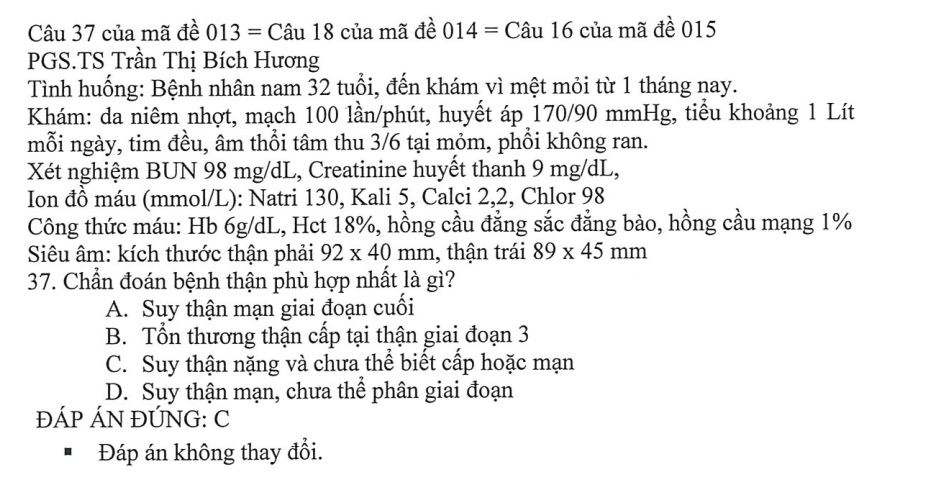 Câu 37 của mã đề 013 = Câu 18 của mã đề 014 = Câu 16 của mã đề 015
PGS.TS Trần Thị Bích Hương
Tình huống: Bệnh nhân nam 32 tuổi, đến khám vì mệt mỏi từ 1 tháng nay.
Khám: da niêm nhợt, mạch 100 lần/phút, huyết áp 170/90 mmHg, tiểu khoảng 1 Lít
mỗi ngày, tim đều, âm thổi tâm thu 3/6 tại mỏm, phổi không ran.
Xét nghiệm BUN 98 mg/dL, Creatinine huyết thanh 9 mg/dL,
Ion đồ máu (mmol/L): Natri 130, Kali 5, Calci 2,2, Chlor 98
Công thức máu: Hb 6g/dL, Hct 18%, hồng cầu đẳng sắc đẳng bào, hồng cầu mạng 1%
Siêu âm: kích thước thận phải 92 x 40 mm, thận trái 89 x 45 mm
37. Chẩn đoán bệnh thận phù hợp nhất là gì?
A. Suy thận mạn giai đoạn cuối
B. Tổn thương thận cấp tại thận giai đoạn 3
C. Suy thận nặng và chưa thể biết cấp hoặc mạn
D. Suy thận mạn, chưa thể phân giai đoạn
ĐÁP ÁN ĐÚNG: C
▪ Đáp án không thay đổi.